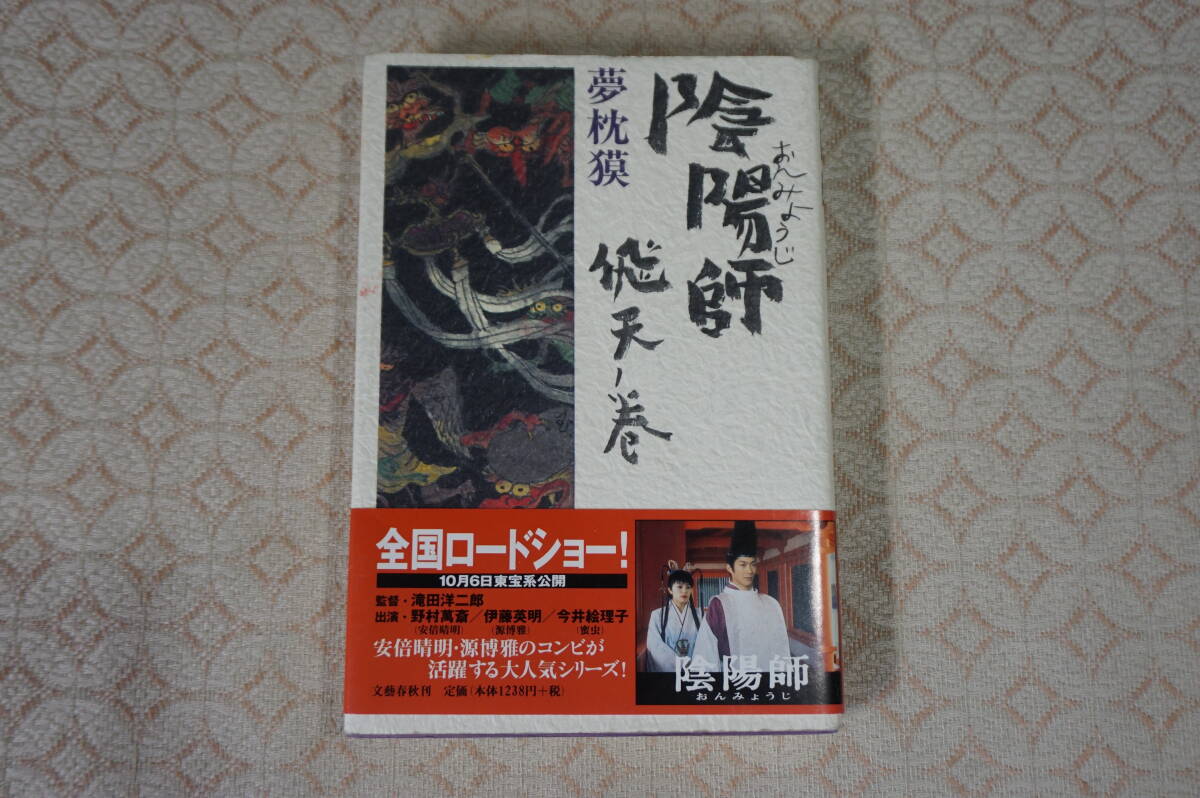 陰陽師
おんみょうじ
飛天ノ巻
夢枕獏
全国ロードショー!
10月6日東宝系公開
監督・滝田洋二郎
出演・野村萬斎/伊藤英明/今井絵理子
(安倍晴明) (源博雅) (蜜虫)
安倍晴明・源博雅のコンビが
活躍する大人気シリーズ!
文藝春秋刊 定価(本体1238円+税)
陰陽師
おんみょうじ